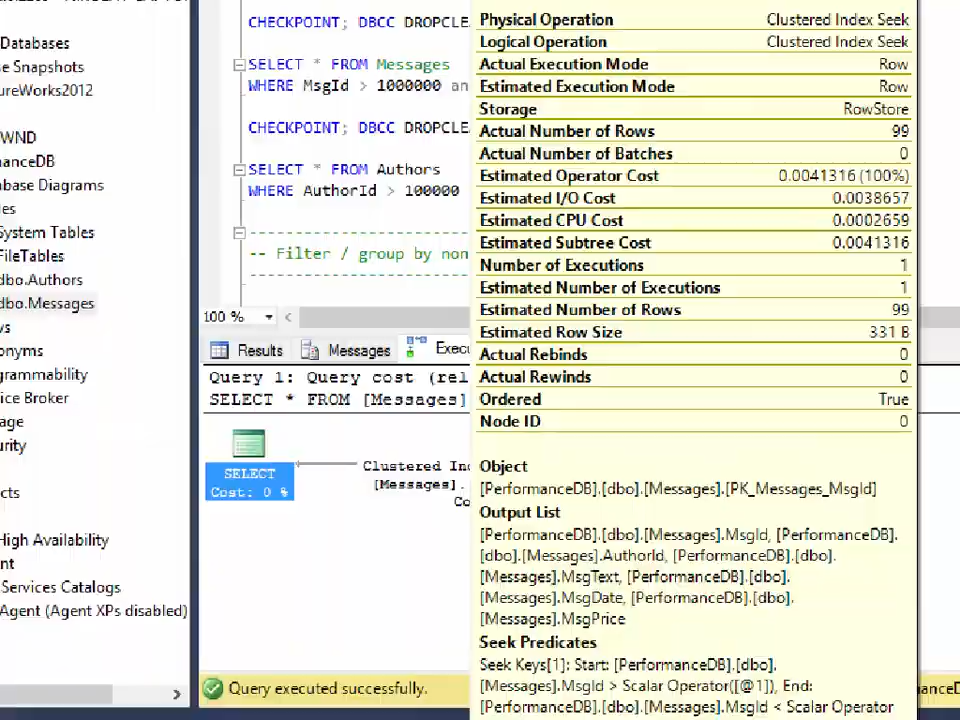 Databases
se Snapshots
ureWorks2012
WND
anceDB
base Diagrams
es
System Tables
FileTables
dbo.Authors
dbo.Messages
vs
onyms
grammability
ice Broker
age
urity
cts
High Availability
nt
Services Catalogs
Agent (Agent XPs disabled)
CHECKPOINT; DBCC DROPCLEA
SELECT * FROM Messages
WHERE MsgId > 1000000 an
CHECKPOINT; DBCC DROPCLEA
SELECT * FROM Authors
WHERE AuthorId > 100000
-- Filter / group by non
100 %
Results Messages Execu
Query 1: Query cost (rel
SELECT * FROM [Messages]
SELECT
Cost: 0 %
Clustered Ind
[Messages].
Co
Query executed successfully.
Physical Operation Clustered Index Seek
Logical Operation Clustered Index Seek
Actual Execution Mode Row
Estimated Execution Mode Row
Storage RowStore
Actual Number of Rows 99
Actual Number of Batches 0
Estimated Operator Cost 0.0041316 (100%)
Estimated I/O Cost 0.0038657
Estimated CPU Cost 0.0002659
Estimated Subtree Cost 0.0041316
Number of Executions 1
Estimated Number of Executions 1
Estimated Number of Rows 99
Estimated Row Size 331 B
Actual Rebinds 0
Actual Rewinds 0
Ordered True
Node ID 0
Object
[PerformanceDB].[dbo].[Messages].[PK_Messages_MsgId]
Output List
[PerformanceDB].[dbo].[Messages].MsgId, [PerformanceDB].
[dbo].[Messages].AuthorId, [PerformanceDB].[dbo].
[Messages].MsgText, [PerformanceDB].[dbo].
[Messages].MsgDate, [PerformanceDB].[dbo].
[Messages].MsgPrice
Seek Predicates
Seek Keys[1]: Start: [PerformanceDB].[dbo].
[Messages].MsgId > Scalar Operator([@1]), End:
[PerformanceDB].[dbo].[Messages].MsgId < Scalar Operator
manceD